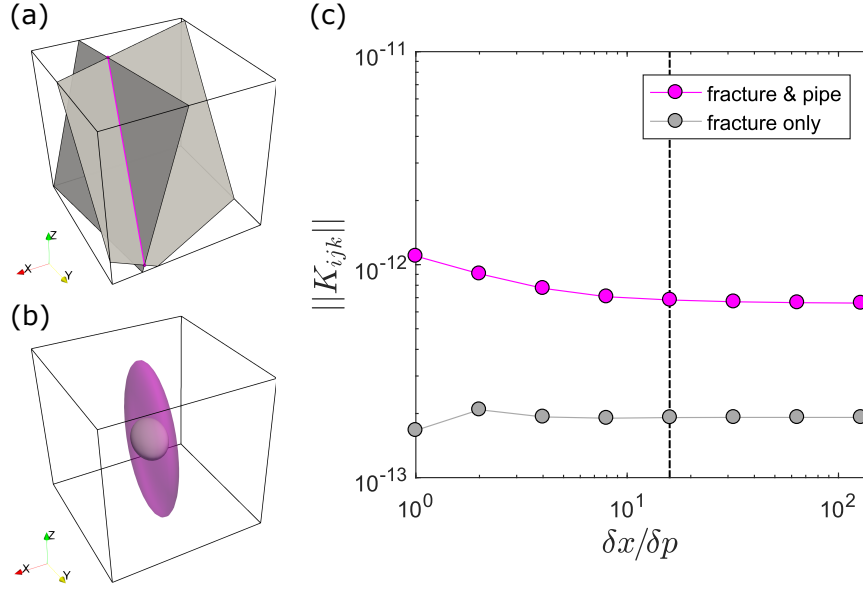 (a)
Z
X
Y
(b)
Z
X
Y
(c)
10^-11
10^-12
10^-13
||K_ijk||
fracture & pipe
fracture only
10^0
10^1
10^2
δx/δp